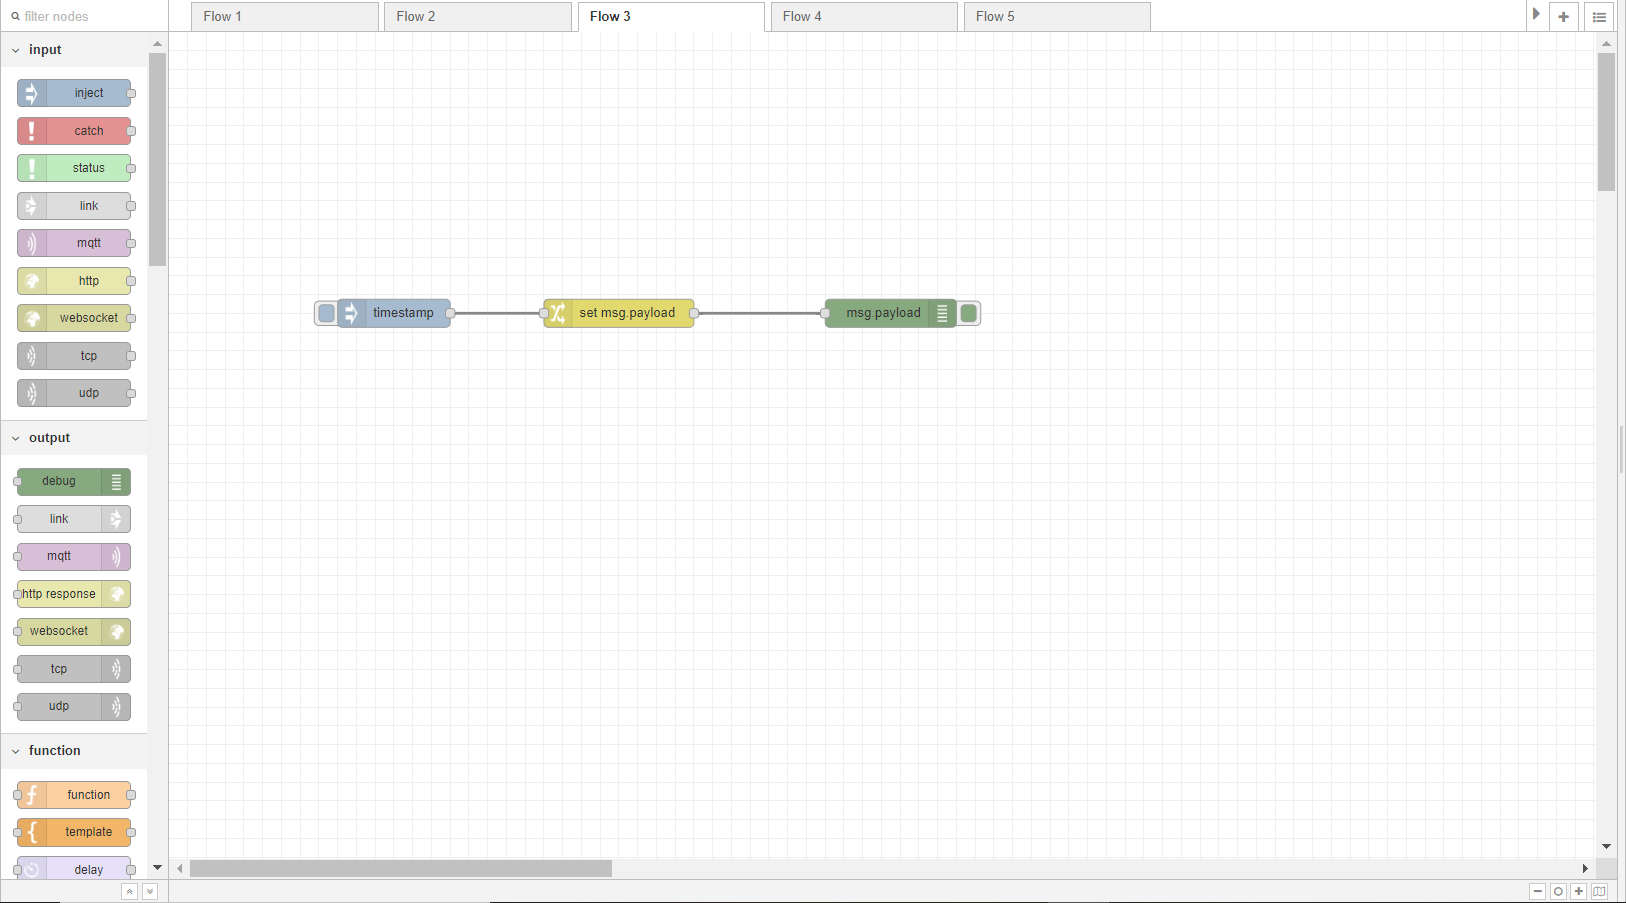 filter nodes
Flow 1
Flow 2
Flow 3
Flow 4
Flow 5
input
inject
catch
status
link
mqtt
http
websocket
tcp
udp
output
debug
link
mqtt
http response
websocket
tcp
udp
function
function
template
delay
timestamp
set msg.payload
msg.payload